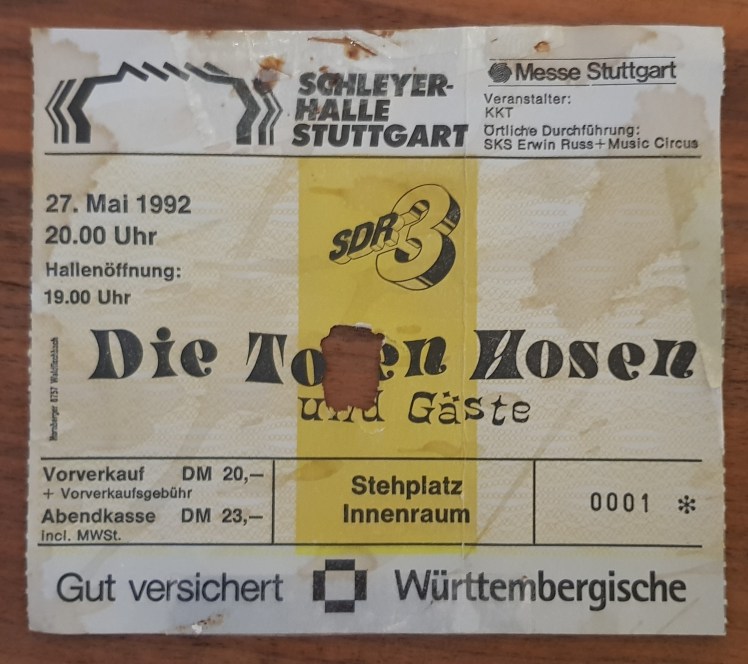 SCHLEYER-
HALLE
STUTTGART
Messe Stuttgart
Veranstalter:
KKT
Örtliche Durchführung:
SKS Erwin Russ+Music Circus
27. Mai 1992
20.00 Uhr
Hallenöffnung:
19.00 Uhr
SDR 3
Die To en Hosen
und Gäste
Vorverkauf DM 20,–
+ Vorverkaufsgebühr
Abendkasse DM 23,–
incl. MWSt.
Stehplatz
Innenraum
0001 *
Gut versichert Württembergische